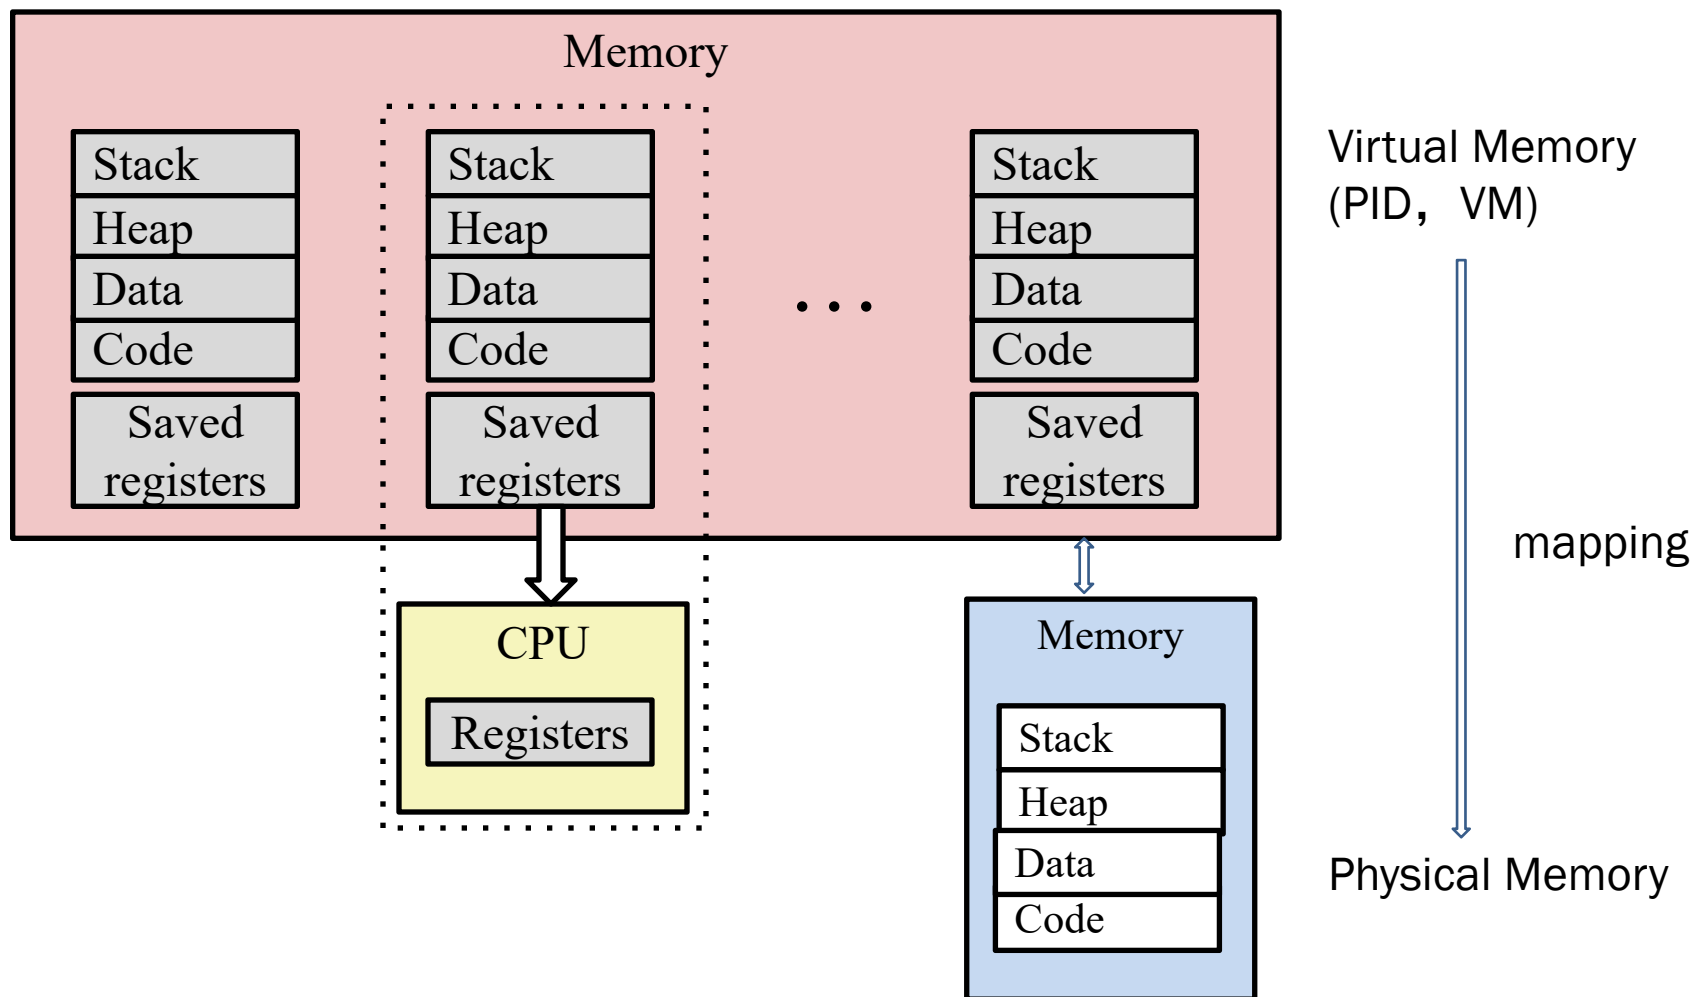 Memory
Stack
Heap
Data
Code
Saved
registers
Stack
Heap
Data
Code
Saved
registers
...
Stack
Heap
Data
Code
Saved
registers
CPU
Registers
Memory
Stack
Heap
Data
Code
Virtual Memory
(PID，VM)
mapping
Physical Memory